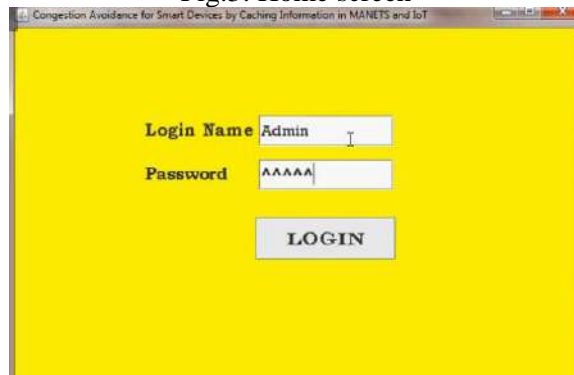 Fig.3. Home screen
Congestion Avoidance for Smart Devices by Caching Information in MANETS and IoT
Login Name Admin
Password ^^^^^
LOGIN